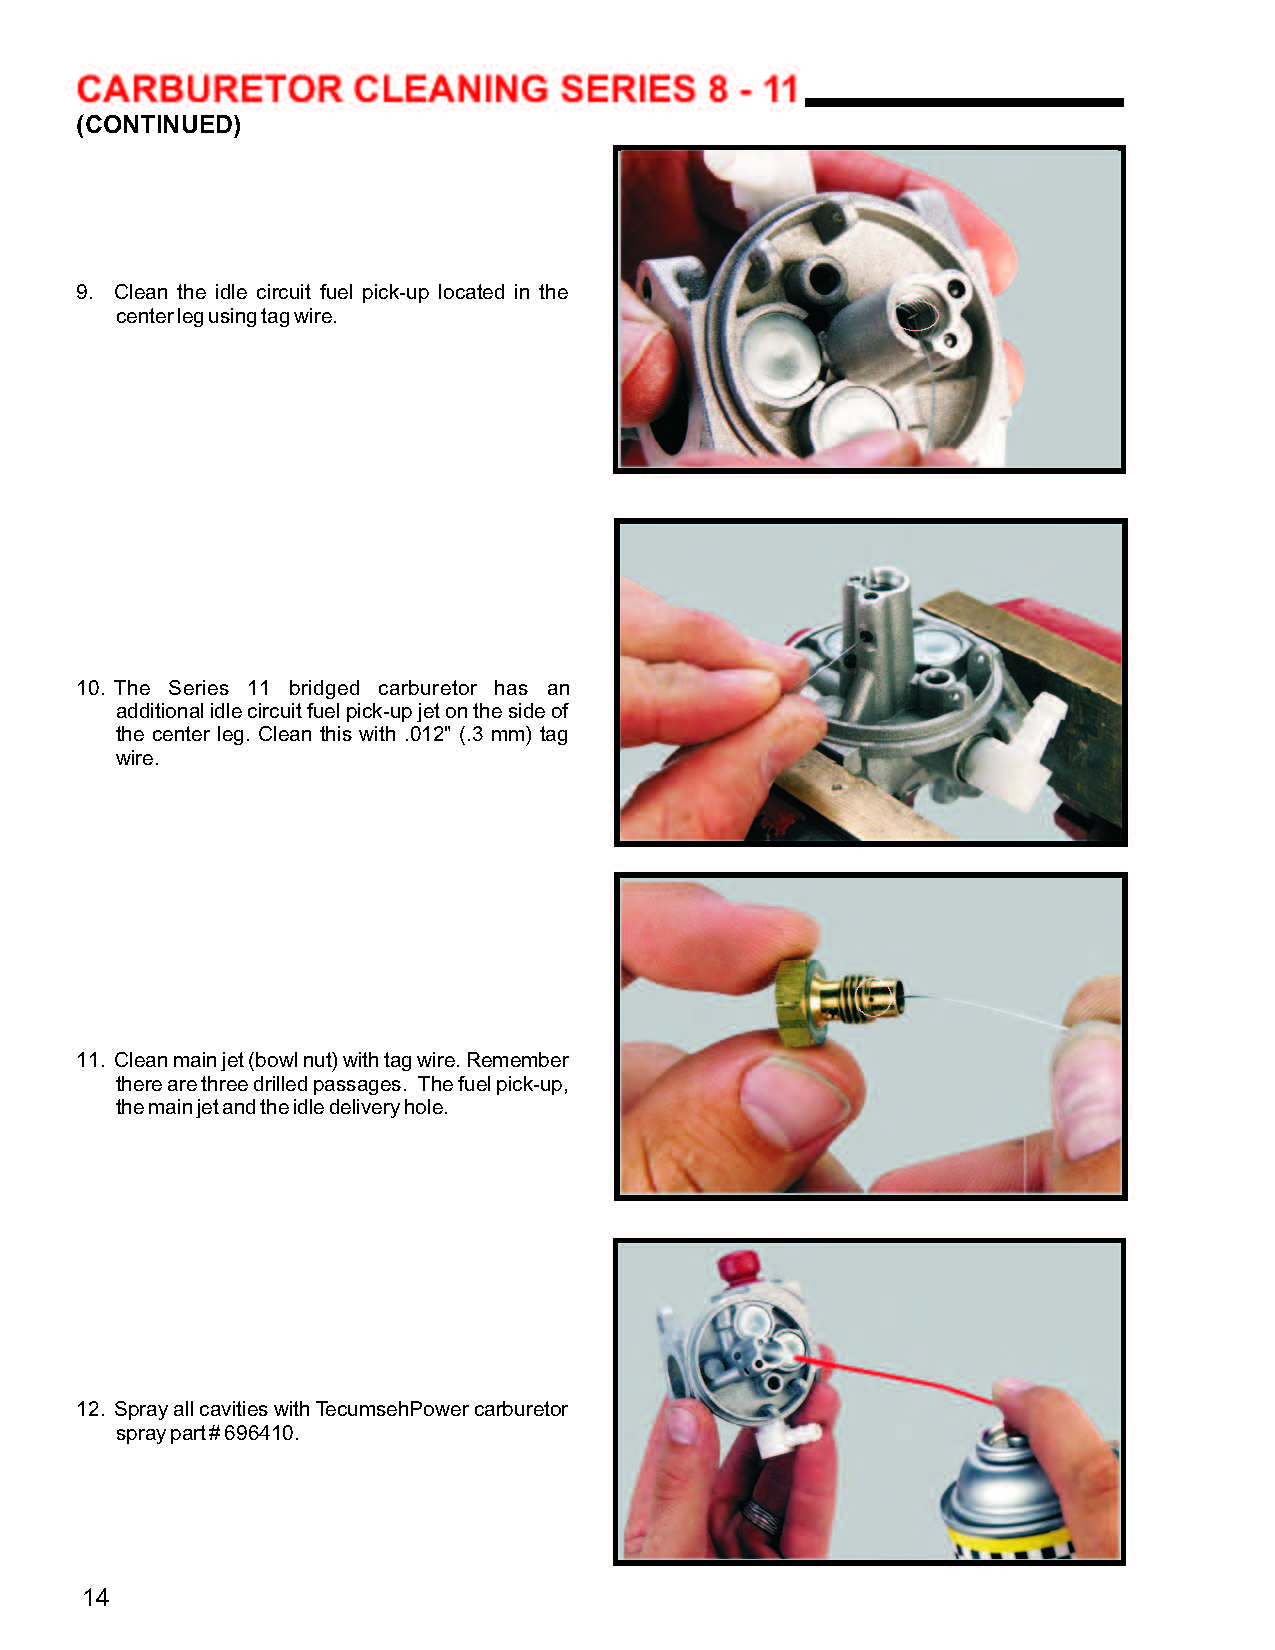 CARBURETOR CLEANING SERIES 8 - 11
(CONTINUED)
9. Clean the idle circuit fuel pick-up located in the
center leg using tag wire.
10. The Series 11 bridged carburetor has an
additional idle circuit fuel pick-up jet on the side of
the center leg. Clean this with .012" (.3 mm) tag
wire.
11. Clean main jet (bowl nut) with tag wire. Remember
there are three drilled passages. The fuel pick-up,
the main jet and the idle delivery hole.
12. Spray all cavities with TecumsehPower carburetor
spray part # 696410.
14